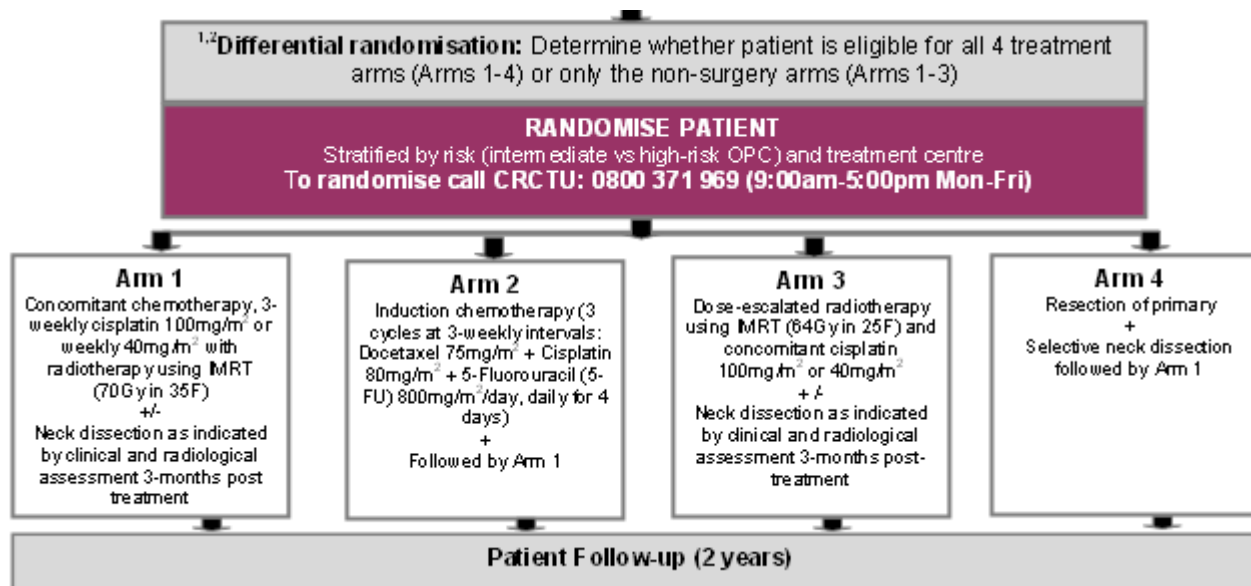 1,2Differential randomisation: Determine whether patient is eligible for all 4 treatment
arms (Arms 1-4) or only the non-surgery arms (Arms 1-3)
RANDOMISE PATIENT
Stratified by risk (intermediate vs high-risk OPC) and treatment centre
To randomise call CRCTU: 0800 371 969 (9:00am-5:00pm Mon-Fri)
Arm 1
Concomitant chemotherapy, 3-
weekly cisplatin 100mg/m2 or
weekly 40mg/m2 with
radiotherapy using IMRT
(70Gy in 35F)
+/-
Neck dissection as indicated
by clinical and radiological
assessment 3-months post
treatment
Arm 2
Induction chemotherapy (3
cycles at 3-weekly intervals:
Docetaxel 75mg/m2 + Cisplatin
80mg/m2 + 5-Fluorouracil (5-
FU) 800mg/m2/day, daily for 4
days)
+
Followed by Arm 1
Arm 3
Dose-escalated radiotherapy
using IMRT (64Gy in 25F) and
concomitant cisplatin
100mg/m2 or 40mg/m2
+/-
Neck dissection as indicated
by clinical and radiological
assessment 3-months post-
treatment
Arm 4
Resection of primary
+
Selective neck dissection
followed by Arm 1
Patient Follow-up (2 years)